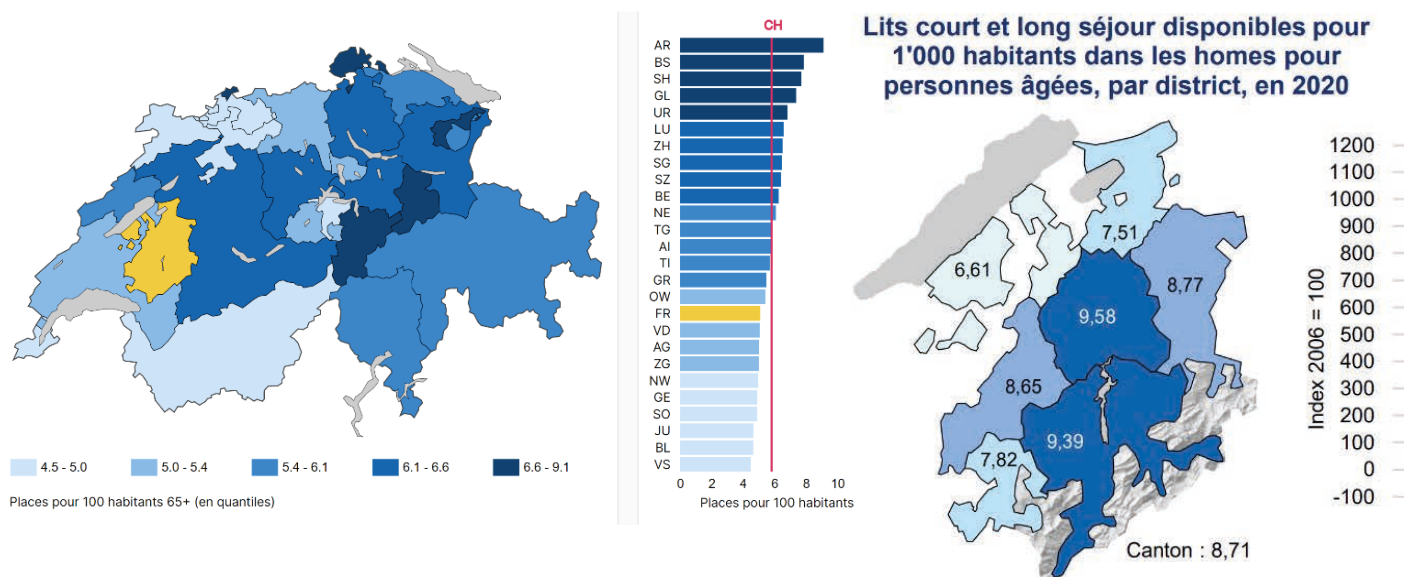 4.5 - 5.0
5.0 - 5.4
5.4 - 6.1
6.1 - 6.6
6.6 - 9.1
Places pour 100 habitants 65+ (en quantiles)
CH
AR
BS
SH
GL
UR
LU
ZH
SG
SZ
BE
NE
TG
AI
TI
GR
OW
FR
VD
AG
ZG
NW
GE
SO
JU
BL
VS
0 2 4 6 8 10
Places pour 100 habitants
Lits court et long séjour disponibles pour
1'000 habitants dans les homes pour
personnes âgées, par district, en 2020
7,51
6,61
8,77
9,58
8,65
9,39
7,82
Canton : 8,71
Index 2006 = 100
1200
1100
1000
900
800
700
600
500
400
300
200
100
0
-100